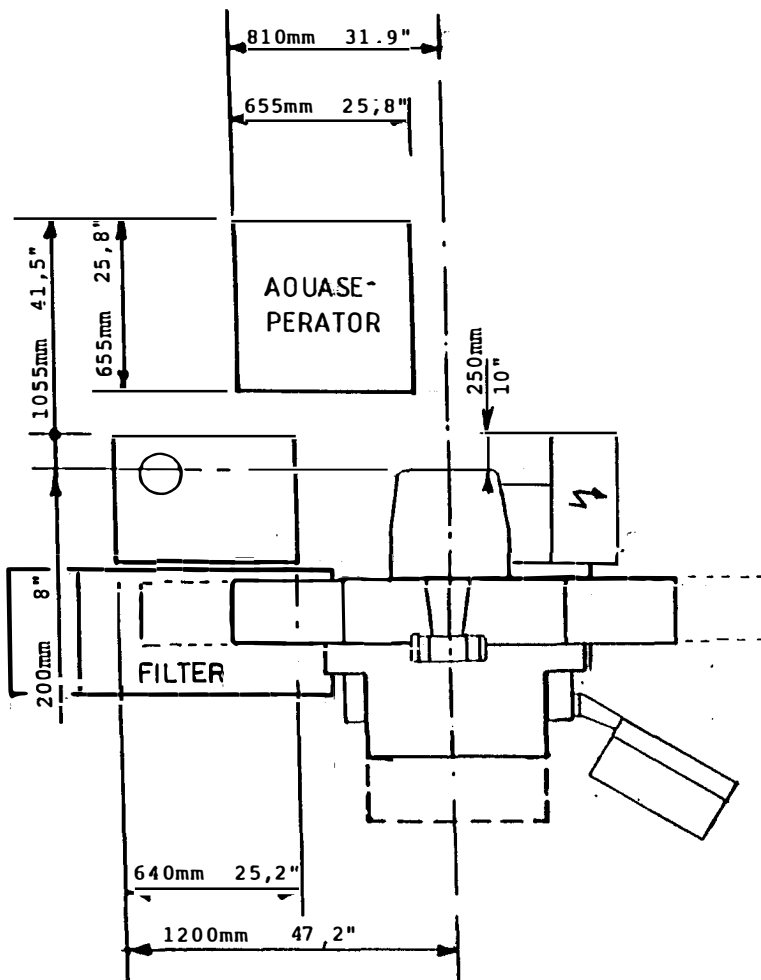 810mm 31.9"
655mm 25,8"
1055mm 41,5"
655mm 25,8"
AOUASE-
PERATOR
250mm
10"
200mm 8"
FILTER
640mm 25,2"
1200mm 47,2"